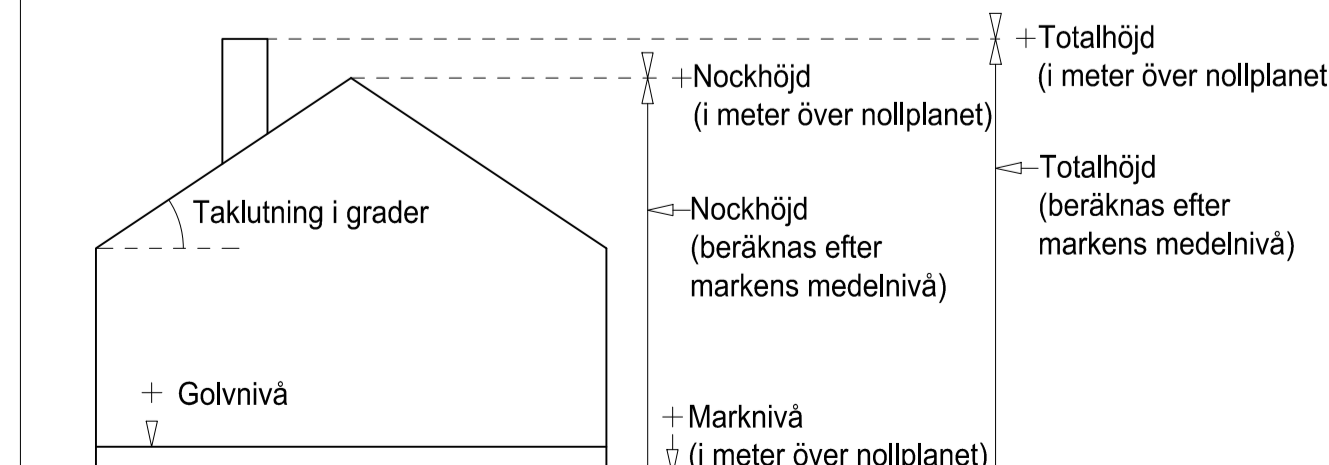 +Totalhöjd
(i meter över nollplanet
+Nockhöjd
(i meter över nollplanet)
Totalhöjd
(beräknas efter
markens medelnivå)
Taklutning i grader
Nockhöjd
(beräknas efter
markens medelnivå)
+ Golvnivå
+Marknivå
(i meter över nollplanet)